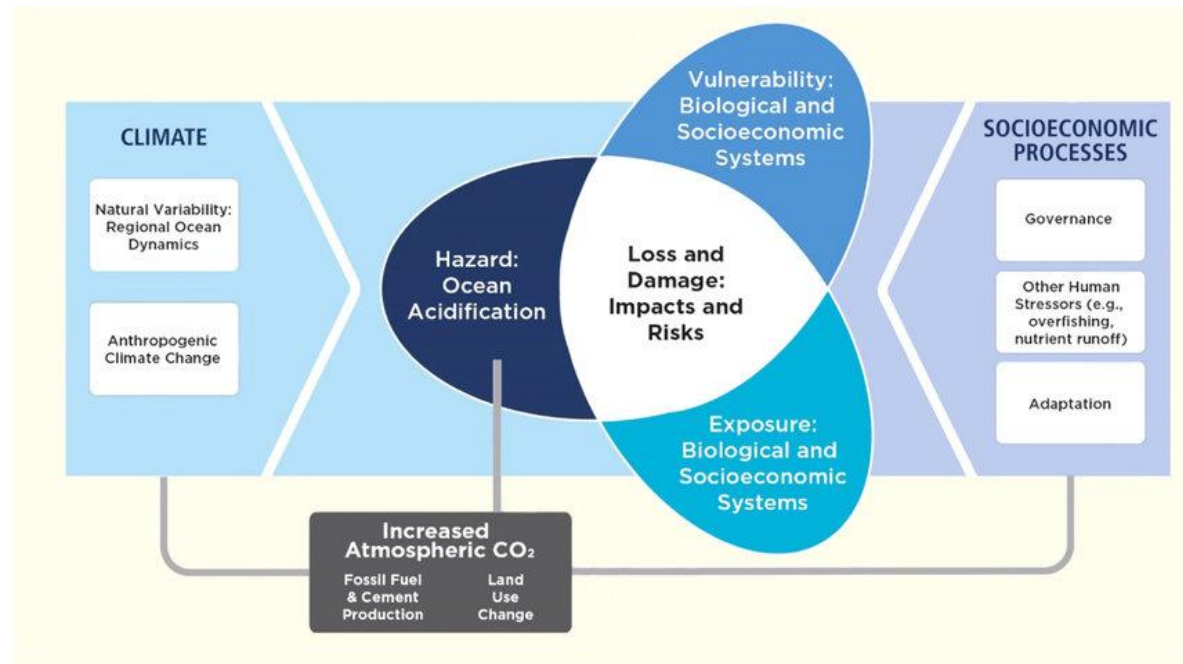 CLIMATE
Natural Variability:
Regional Ocean
Dynamics
Anthropogenic
Climate Change
Hazard:
Ocean
Acidification
Vulnerability:
Biological and
Socioeconomic
Systems
Loss and
Damage:
Impacts and
Risks
Exposure:
Biological and
Socioeconomic
Systems
SOCIOECONOMIC
PROCESSES
Governance
Other Human
Stressors (e.g.,
overfishing,
nutrient runoff)
Adaptation
Increased
Atmospheric CO₂
Fossil Fuel
& Cement
Production
Land
Use
Change